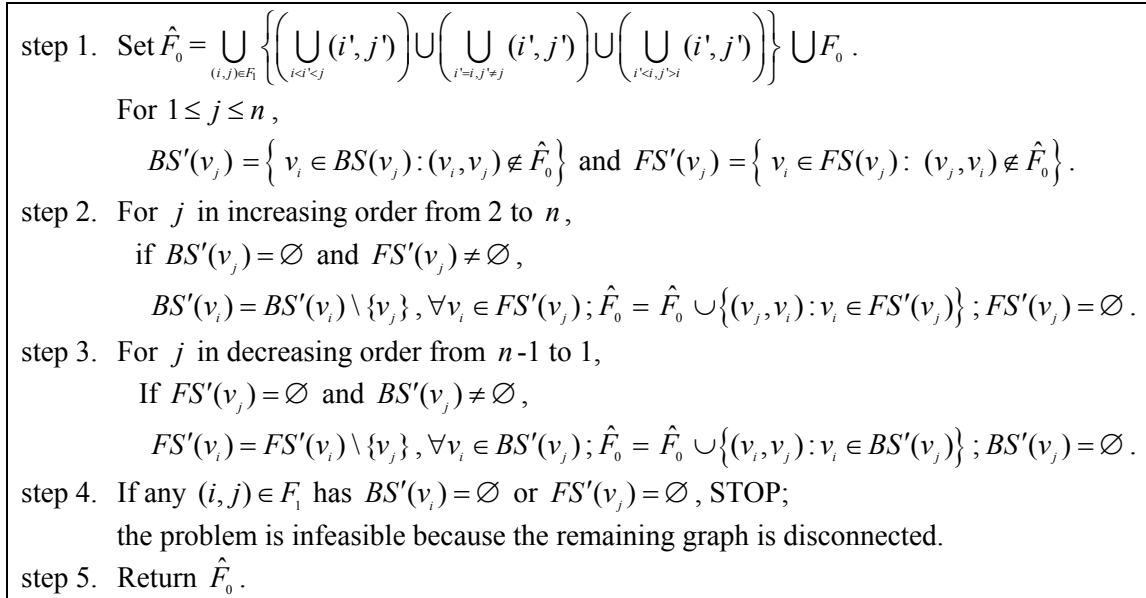 step 1. Set F̂₀ = ⋃_{(i,j)∈F₁} {( ⋃_{i<i'<j} (i', j') ) ⋃ ( ⋃_{i'=i,j'≠j} (i', j') ) ⋃ ( ⋃_{i'<i,j'>i} (i', j') )} ⋃ F₀ .
For 1 ≤ j ≤ n ,
BS′(v_j) = { v_i ∈ BS(v_j) : (v_i, v_j) ∉ F̂₀ } and FS′(v_j) = { v_i ∈ FS(v_j) : (v_j, v_i) ∉ F̂₀ } .
step 2. For j in increasing order from 2 to n ,
if BS′(v_j) = ∅ and FS′(v_j) ≠ ∅ ,
BS′(v_i) = BS′(v_i) \ {v_j} , ∀v_i ∈ FS′(v_j) ; F̂₀ = F̂₀ ∪ {(v_j, v_i) : v_i ∈ FS′(v_j)} ; FS′(v_j) = ∅ .
step 3. For j in decreasing order from n-1 to 1,
If FS′(v_j) = ∅ and BS′(v_j) ≠ ∅ ,
FS′(v_i) = FS′(v_i) \ {v_j} , ∀v_i ∈ BS′(v_j) ; F̂₀ = F̂₀ ∪ {(v_i, v_j) : v_i ∈ BS′(v_j)} ; BS′(v_j) = ∅ .
step 4. If any (i, j) ∈ F₁ has BS′(v_i) = ∅ or FS′(v_j) = ∅ , STOP;
the problem is infeasible because the remaining graph is disconnected.
step 5. Return F̂₀ .